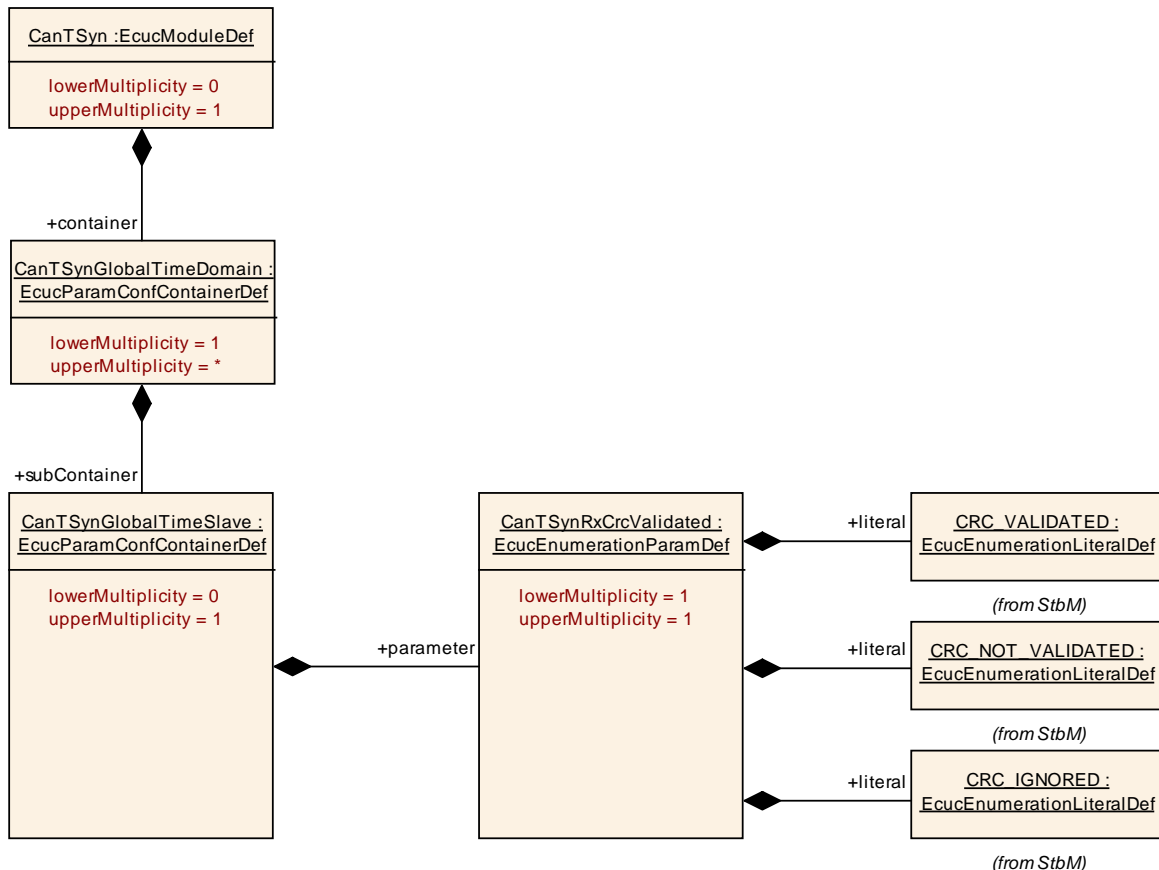 CanTSyn :EcucModuleDef
lowerMultiplicity = 0
upperMultiplicity = 1
+container
CanTSynGlobalTimeDomain :
EcucParamConfContainerDef
lowerMultiplicity = 1
upperMultiplicity = *
+subContainer
CanTSynGlobalTimeSlave :
EcucParamConfContainerDef
lowerMultiplicity = 0
upperMultiplicity = 1
+parameter
CanTSynRxCrcValidated :
EcucEnumerationParamDef
lowerMultiplicity = 1
upperMultiplicity = 1
+literal
CRC_VALIDATED :
EcucEnumerationLiteralDef
(from StbM)
+literal
CRC_NOT_VALIDATED :
EcucEnumerationLiteralDef
(from StbM)
+literal
CRC_IGNORED :
EcucEnumerationLiteralDef
(from StbM)